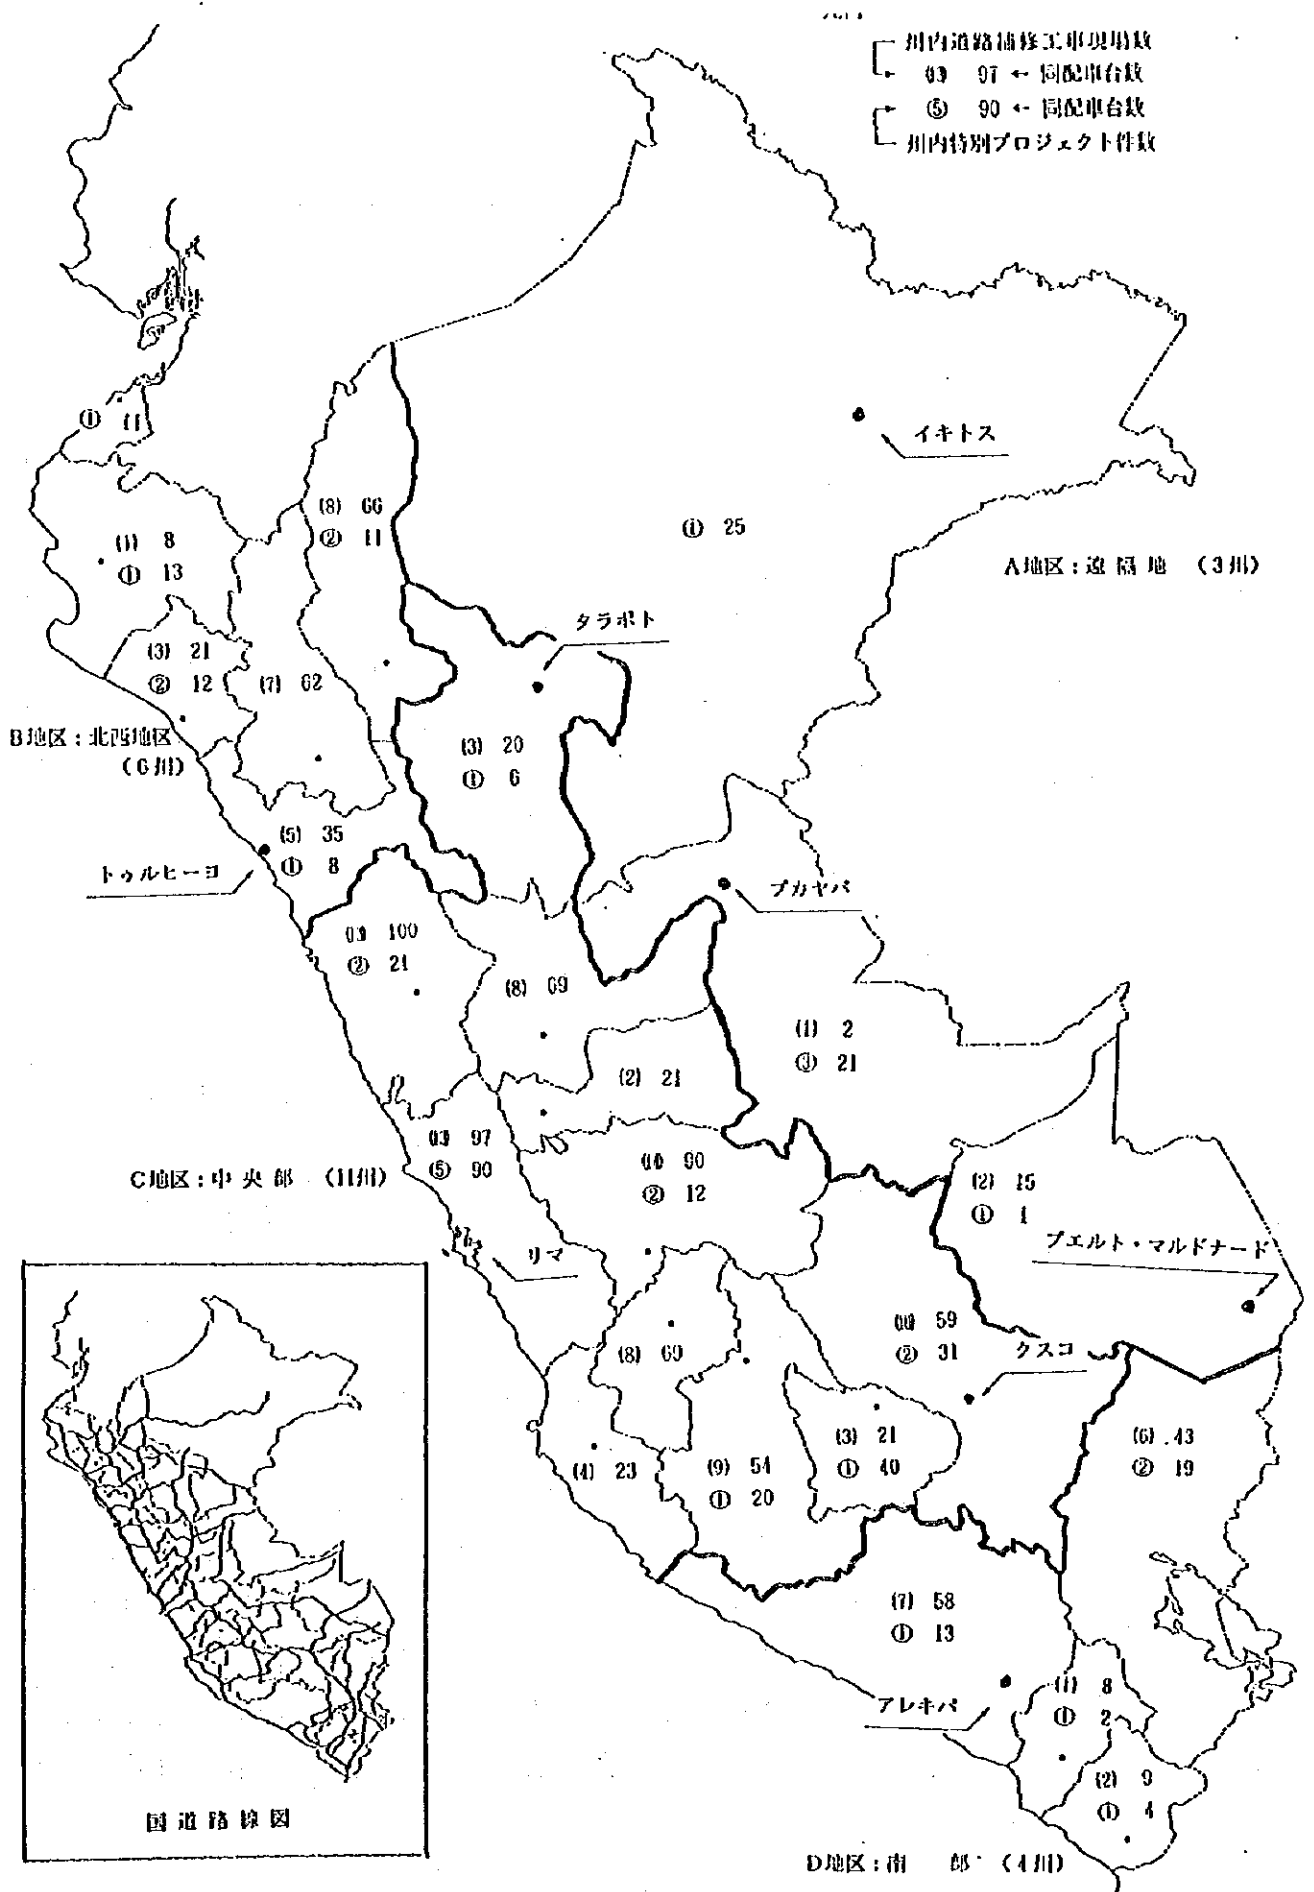 州内道路補修工事現場数
⑬ 97 ← 同配車台数
⑤ 90 ← 同配車台数
州内特別プロジェクト件数
① 11
イキトス
(8) 66
② 11
① 25
(1) 8
① 13
A地区:遠隔地 (3州)
タラポト
(3) 21
② 12
(7) 62
B地区:北西地区
(6州)
(3) 20
① 6
(5) 35
① 8
トゥルヒーヨ
プカヤパ
(13) 100
② 21
(8) 69
(1) 2
③ 21
(2) 21
(13) 97
⑤ 90
C地区:中央部 (11州)
② 12
(2) 15
① 1
プエルト・マルドナード
リマ
(10) 59
② 31
クスコ
(8) 69
(3) 21
① 40
(6) 43
② 19
(4) 23
(9) 54
① 20
(7) 58
① 13
アレキパ
(1) 8
① 2
(2) 9
① 4
国道路線図
D地区:南 部 (4州)